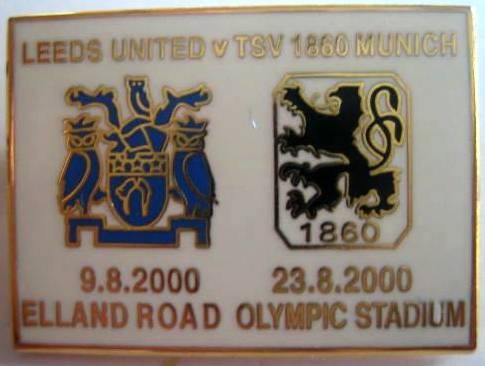 LEEDS UNITED v TSV 1860 MUNICH
1860
9.8.2000 23.8.2000
ELLAND ROAD OLYMPIC STADIUM